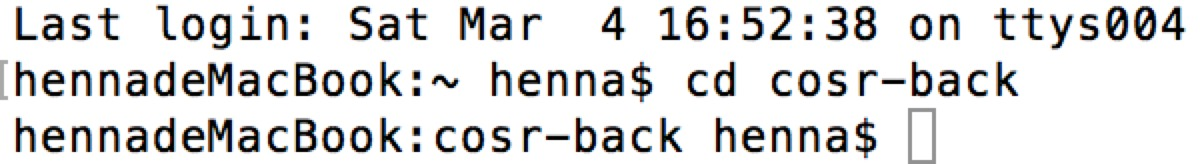 Last login: Sat Mar  4 16:52:38 on ttys004
[hennadeMacBook:~ henna$ cd cosr-back
hennadeMacBook:cosr-back henna$